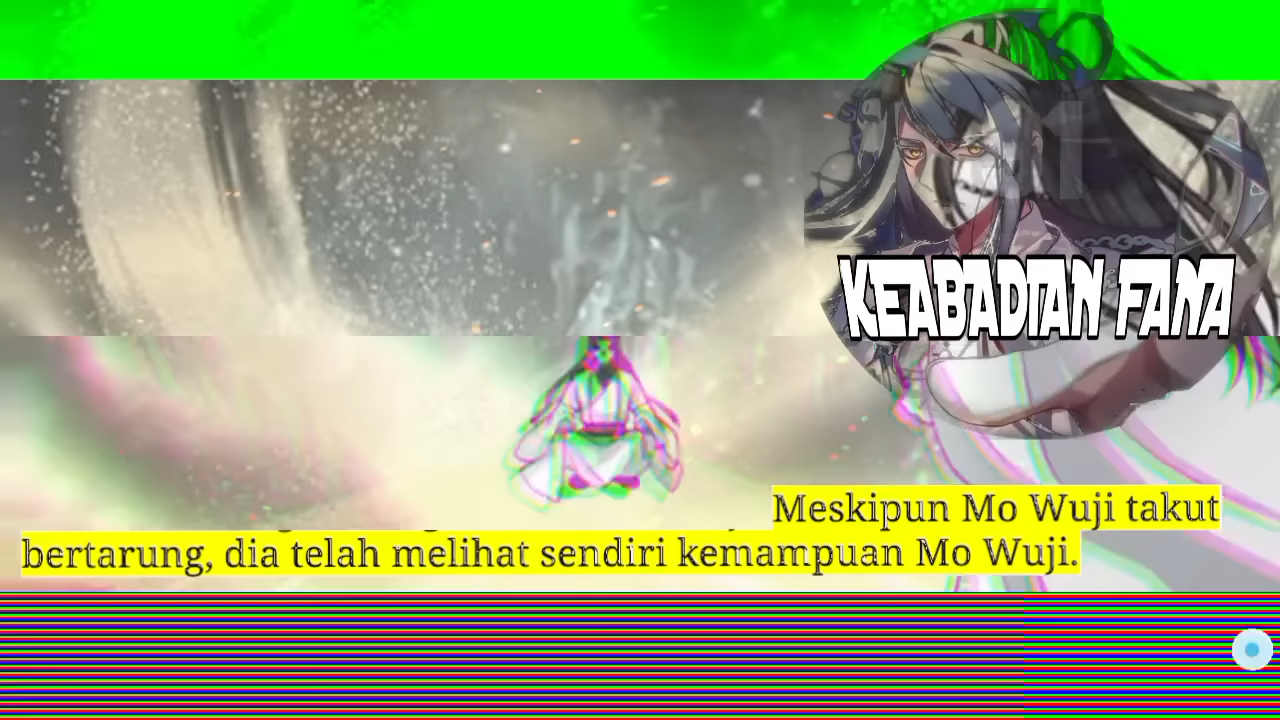 KEABADIAN FANA
Meskipun Mo Wuji takut
bertarung, dia telah melihat sendiri kemampuan Mo Wuji.